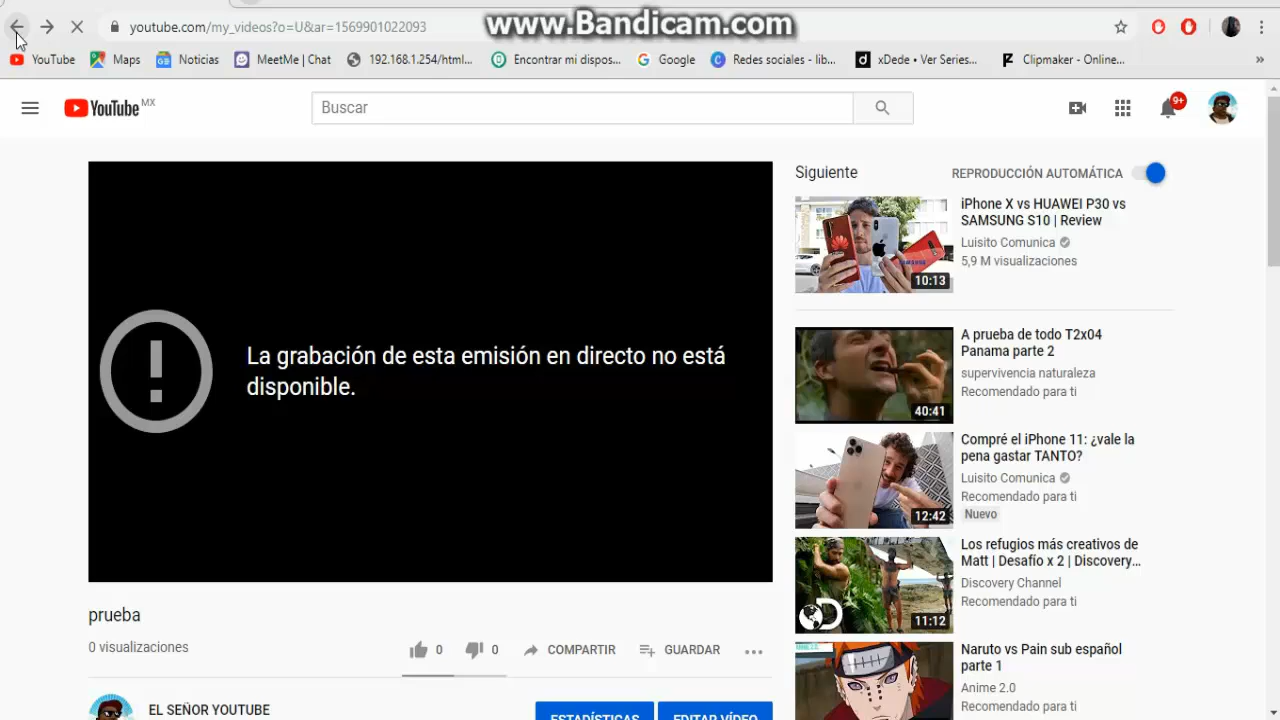 www.Bandicam.com
youtube.com/my_videos?o=U&ar=1569901022093
YouTube
Maps
Noticias
MeetMe | Chat
192.168.1.254/html...
Encontrar mi dispos...
Google
Redes sociales - lib...
xDede • Ver Series...
Clipmaker - Online...
»
YouTube MX
Buscar
9+
La grabación de esta emisión en directo no está
disponible.
prueba
0 visualizaciones
0
0
COMPARTIR
GUARDAR
EL SEÑOR YOUTUBE
ESTADÍSTICAS
EDITAR VÍDEO
Siguiente
REPRODUCCIÓN AUTOMÁTICA
10:13
iPhone X vs HUAWEI P30 vs
SAMSUNG S10 | Review
Luisito Comunica
5,9 M visualizaciones
40:41
A prueba de todo T2x04
Panama parte 2
supervivencia naturaleza
Recomendado para ti
12:42
Compré el iPhone 11: ¿vale la
pena gastar TANTO?
Luisito Comunica
Recomendado para ti
Nuevo
11:12
Los refugios más creativos de
Matt | Desafío x 2 | Discovery...
Discovery Channel
Recomendado para ti
Naruto vs Pain sub español
parte 1
Anime 2.0
Recomendado para ti